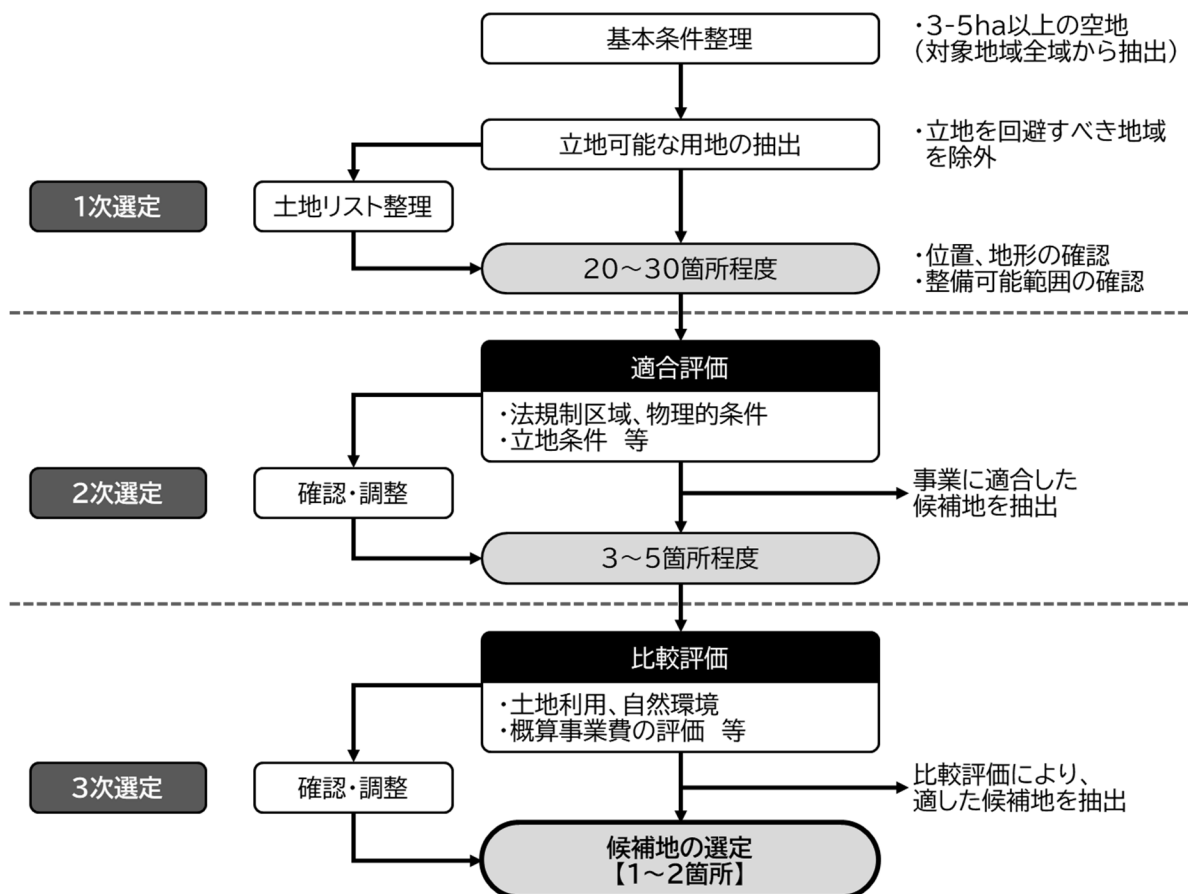 基本条件整理
・3-5ha以上の空地
(対象地域全域から抽出)
立地可能な用地の抽出
・立地を回避すべき地域
を除外
1次選定
土地リスト整理
20～30箇所程度
・位置、地形の確認
・整備可能範囲の確認
適合評価
・法規制区域、物理的条件
・立地条件　等
2次選定
確認・調整
事業に適合した
候補地を抽出
3～5箇所程度
比較評価
・土地利用、自然環境
・概算事業費の評価　等
3次選定
確認・調整
比較評価により、
適した候補地を抽出
候補地の選定
【1～2箇所】